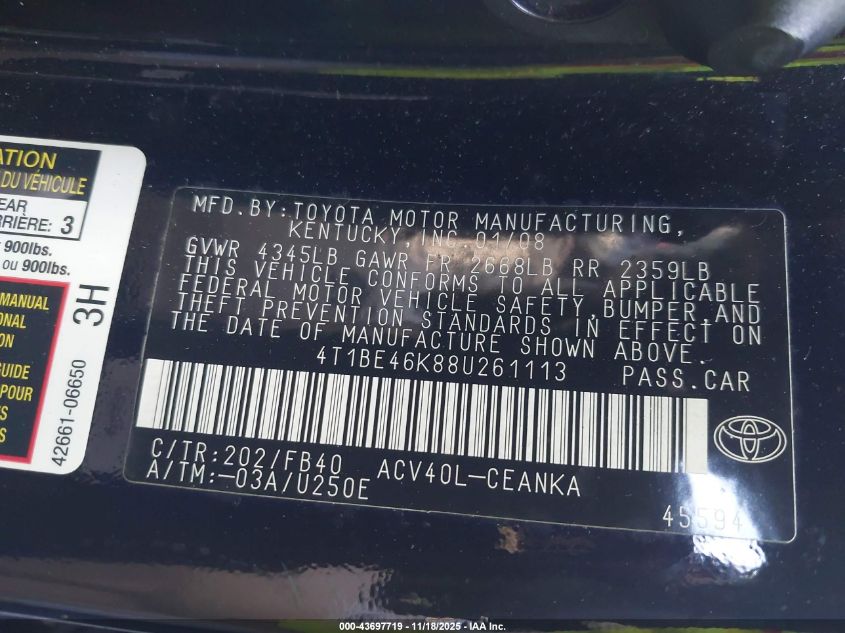 ATION
DU VÉHICULE
EAR
RRIÈRE: 3
r 900lbs.
ou 900lbs.
MANUAL
ONAL
ION
DE
POUR
TS
S
3H
42661-06650
MFD.BY:TOYOTA MOTOR MANUFACTURING,
KENTUCKY,INC.01/08
GVWR 4345LB GAWR FR 2668LB RR 2359LB
THIS VEHICLE CONFORMS TO ALL APPLICABLE
FEDERAL MOTOR VEHICLE SAFETY,BUMPER,AND
THEFT PREVENTION STANDARDS IN EFFECT ON
THE DATE OF MANUFACTURE SHOWN ABOVE.
4T1BE46K88U261113 PASS.CAR
C/TR:202/FB40 ACV40L-CEANKA
A/TM:-03A/U250E
45594
000-43697719 - 11/18/2025 - IAA Inc.